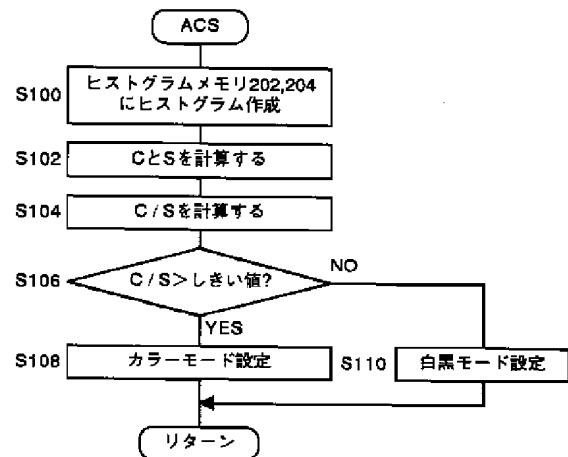 ACS
S100
ヒストグラムメモリ202,204
にヒストグラム作成
S102
CとSを計算する
S104
C/Sを計算する
S106
C/S>しきい値?
NO
YES
S108
カラーモード設定
S110
白黒モード設定
リターン